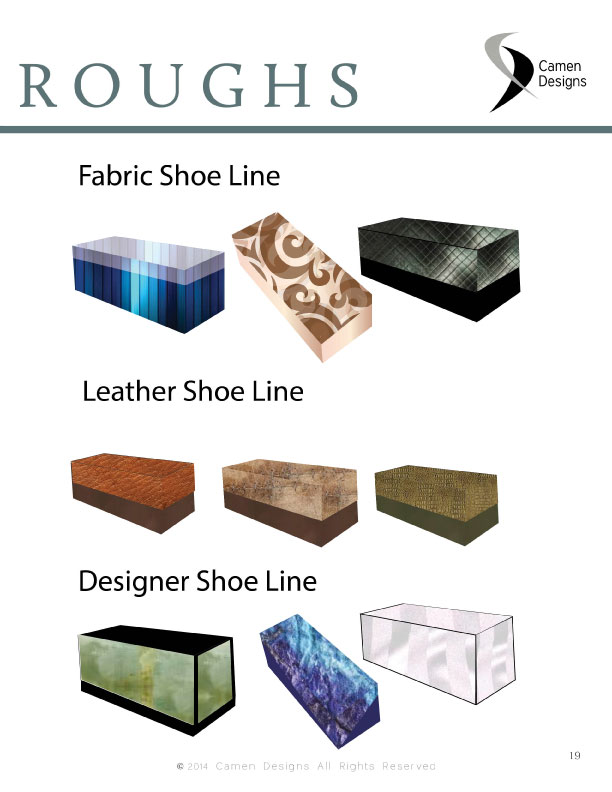 ROUGHS
Camen
Designs
Fabric Shoe Line
Leather Shoe Line
Designer Shoe Line
19
© 2014 Camen Designs All Rights Reserved